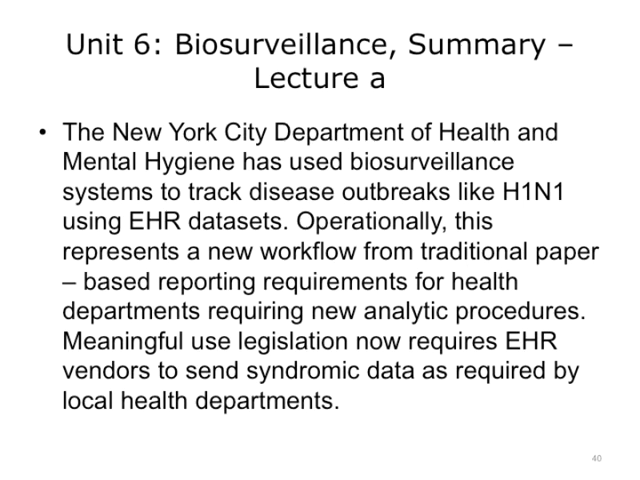 Unit 6: Biosurveillance, Summary –
Lecture a
• The New York City Department of Health and
Mental Hygiene has used biosurveillance
systems to track disease outbreaks like H1N1
using EHR datasets. Operationally, this
represents a new workflow from traditional paper
– based reporting requirements for health
departments requiring new analytic procedures.
Meaningful use legislation now requires EHR
vendors to send syndromic data as required by
local health departments.
40